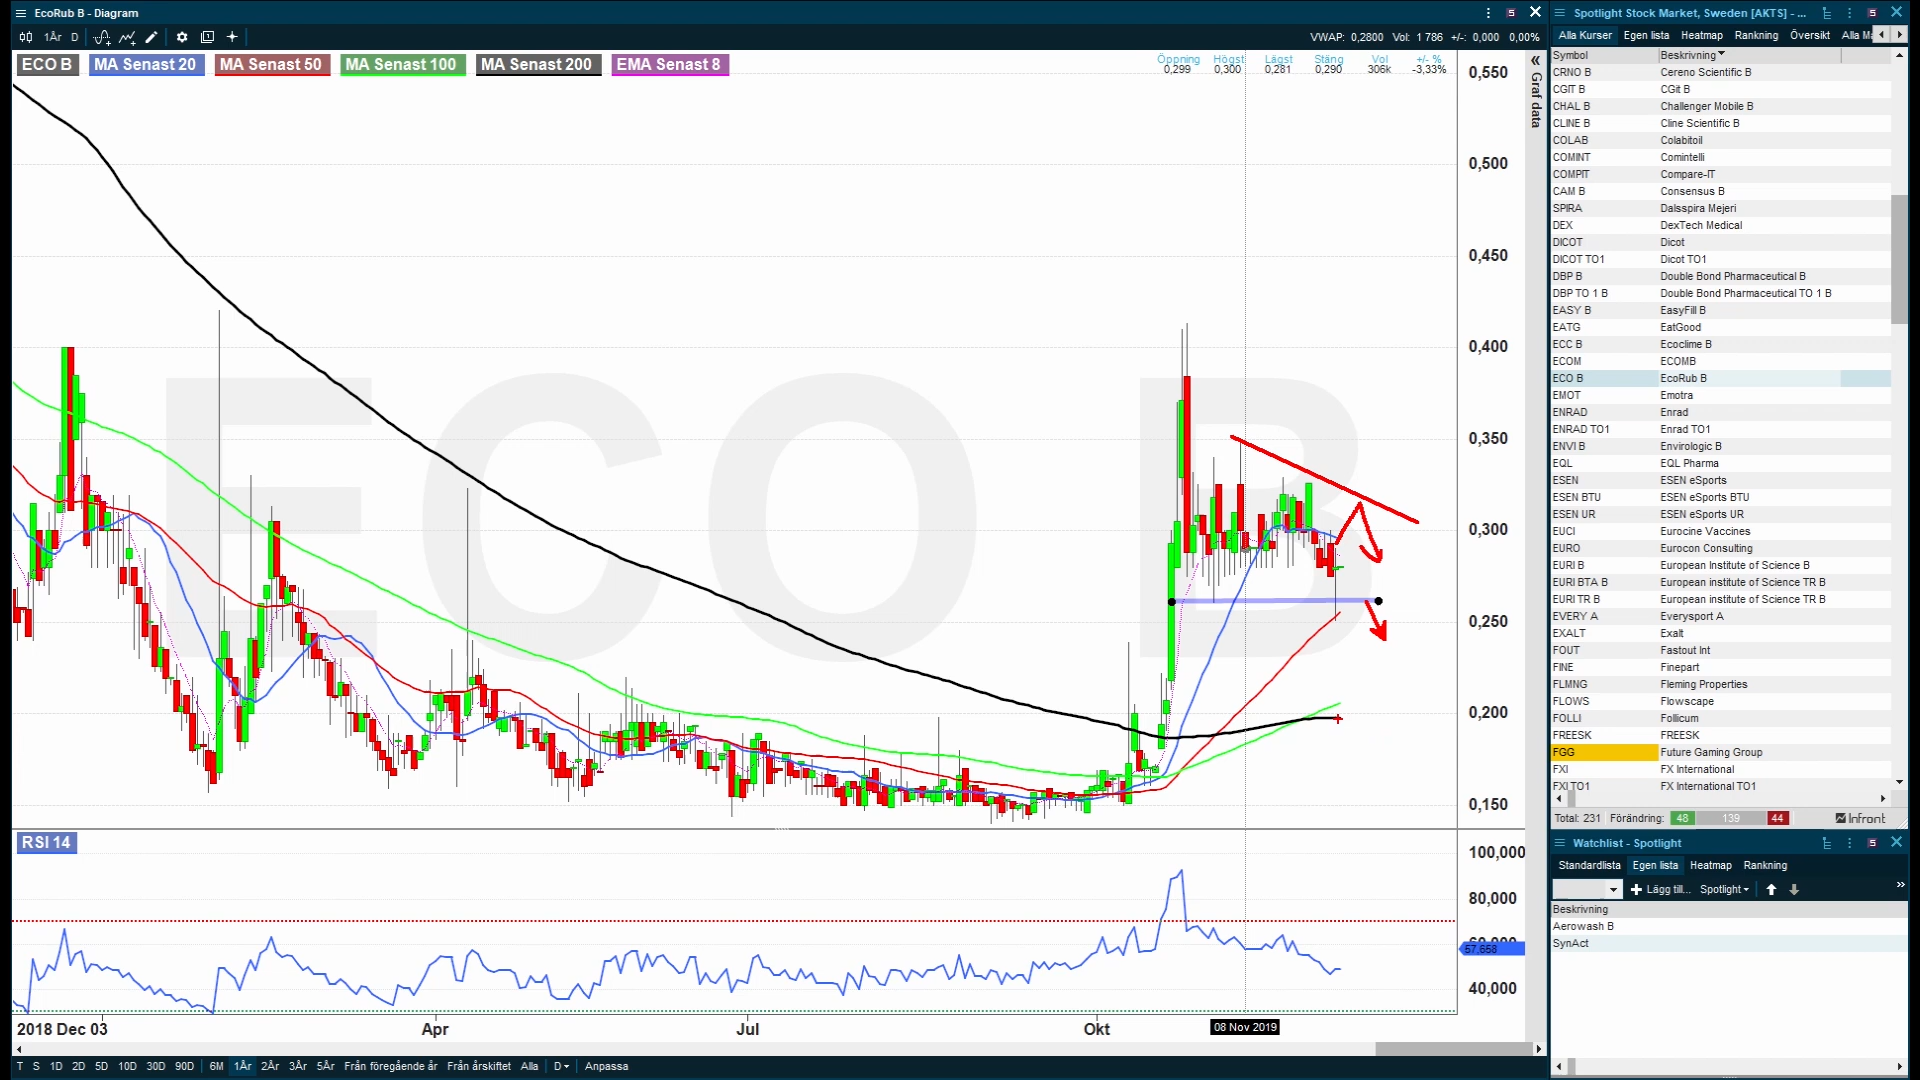 EcoRub B - Diagram
1År D
VWAP: 0,2800 Vol: 1 786 +/-: 0,000 0,00%
ECO B MA Senast 20 MA Senast 50 MA Senast 100 MA Senast 200 EMA Senast 8
Öppning Högst Lägst Stäng Vol +/- %
0,299 0,300 0,281 0,290 306k -3,33%
Graf data
ECO B
0,550
0,500
0,450
0,400
0,350
0,300
0,250
0,200
0,150
RSI 14
100,000
80,000
57,658
40,000
2018 Dec 03 Apr Jul Okt 08 Nov 2019
T S 1D 2D 5D 10D 30D 90D 6M 1År 2År 3År 5År Från föregående år Från årskiftet Alla D Anpassa
Spotlight Stock Market, Sweden [AKTS] - ...
Alla Kurser Egen lista Heatmap Rankning Översikt
Symbol Beskrivning
CRNO B Cereno Scientific B
CGIT B CGit B
CHAL B Challenger Mobile B
CLINE B Cline Scientific B
COLAB Colabitoil
COMINT Comintelli
COMPIT Compare-IT
CAM B Consensus B
SPIRA Dalsspira Mejeri
DEX DexTech Medical
DICOT Dicot
DICOT TO1 Dicot TO1
DBP B Double Bond Pharmaceutical B
DBP TO 1 B Double Bond Pharmaceutical TO 1 B
EASY B EasyFill B
EATG EatGood
ECC B Ecoclime B
ECOM ECOMB
ECO B EcoRub B
EMOT Emotra
ENRAD Enrad
ENRAD TO1 Enrad TO1
ENVI B Envirologic B
EQL EQL Pharma
ESEN ESEN eSports
ESEN BTU ESEN eSports BTU
ESEN UR ESEN eSports UR
EUCI Eurocine Vaccines
EURO Eurocon Consulting
EURI B European Institute of Science B
EURI BTA B European institute of Science TR B
EURI TR B European institute of Science TR B
EVERY A Everysport A
EXALT Exalt
FOUT Fastout Int
FINE Finepart
FLMNG Fleming Properties
FLOWS Flowscape
FOLLI Follicum
FREESK FREESK
FGG Future Gaming Group
FXI FX International
FXI TO1 FX International TO1
Total: 231 Förändring: 48 139 44 Infront
Watchlist - Spotlight
Standardlista Egen lista Heatmap Rankning
Lägg till... Spotlight
Beskrivning
Aerowash B
SynAct